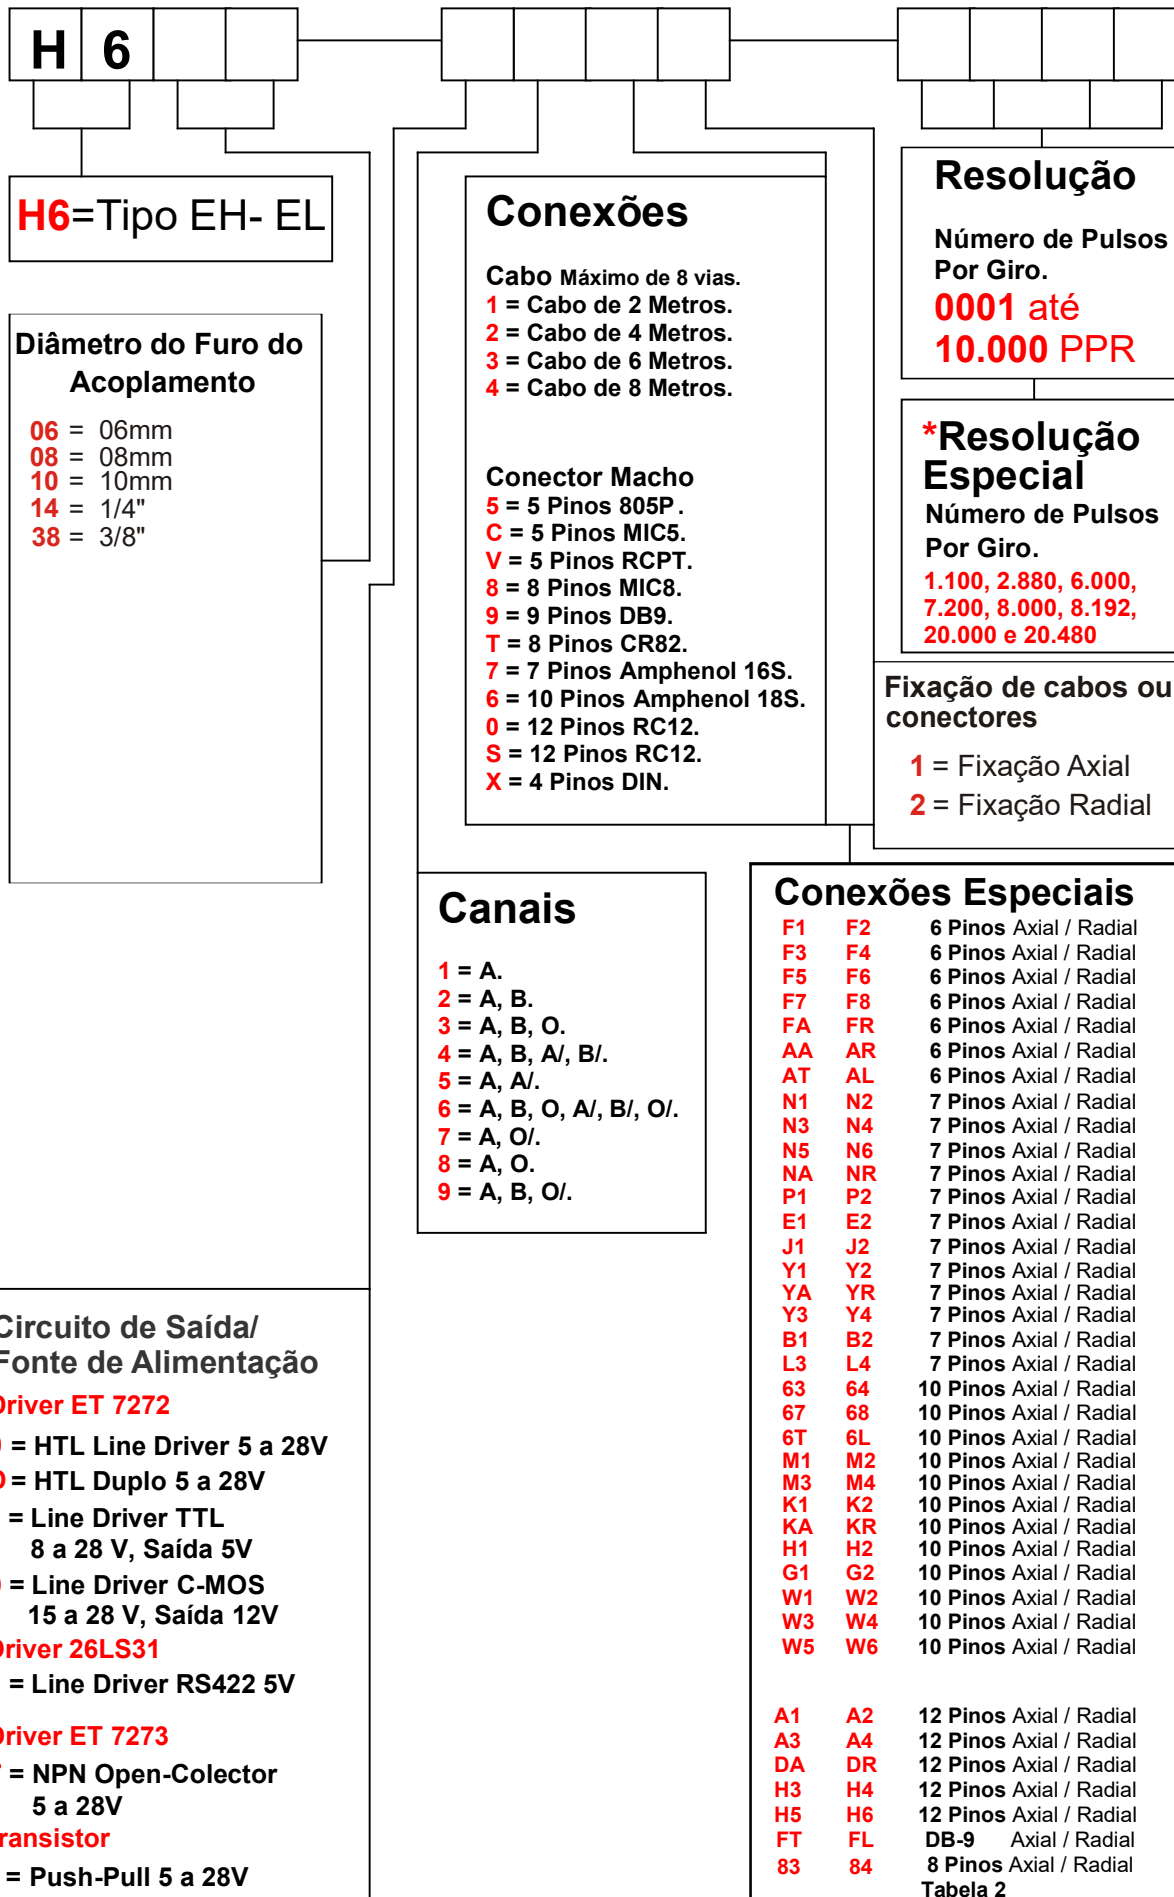 H 6
H6=Tipo EH- EL
Diâmetro do Furo do
Acoplamento
06 = 06mm
08 = 08mm
10 = 10mm
14 = 1/4"
38 = 3/8"
Conexões
Cabo Máximo de 8 vias.
1 = Cabo de 2 Metros.
2 = Cabo de 4 Metros.
3 = Cabo de 6 Metros.
4 = Cabo de 8 Metros.
Conector Macho
5 = 5 Pinos 805P.
C = 5 Pinos MIC5.
V = 5 Pinos RCPT.
8 = 8 Pinos MIC8.
9 = 9 Pinos DB9.
T = 8 Pinos CR82.
7 = 7 Pinos Amphenol 16S.
6 = 10 Pinos Amphenol 18S.
0 = 12 Pinos RC12.
S = 12 Pinos RC12.
X = 4 Pinos DIN.
Resolução
Número de Pulsos
Por Giro.
0001 até
10.000 PPR
*Resolução
Especial
Número de Pulsos
Por Giro.
1.100, 2.880, 6.000,
7.200, 8.000, 8.192,
20.000 e 20.480
Fixação de cabos ou
conectores
1 = Fixação Axial
2 = Fixação Radial
Canais
1 = A.
2 = A, B.
3 = A, B, O.
4 = A, B, A/, B/.
5 = A, A/.
6 = A, B, O, A/, B/, O/.
7 = A, O/.
8 = A, O.
9 = A, B, O/.
Conexões Especiais
F1 F2 6 Pinos Axial / Radial
F3 F4 6 Pinos Axial / Radial
F5 F6 6 Pinos Axial / Radial
F7 F8 6 Pinos Axial / Radial
FA FR 6 Pinos Axial / Radial
AA AR 6 Pinos Axial / Radial
AT AL 6 Pinos Axial / Radial
N1 N2 7 Pinos Axial / Radial
N3 N4 7 Pinos Axial / Radial
N5 N6 7 Pinos Axial / Radial
NA NR 7 Pinos Axial / Radial
P1 P2 7 Pinos Axial / Radial
E1 E2 7 Pinos Axial / Radial
J1 J2 7 Pinos Axial / Radial
Y1 Y2 7 Pinos Axial / Radial
YA YR 7 Pinos Axial / Radial
Y3 Y4 7 Pinos Axial / Radial
B1 B2 7 Pinos Axial / Radial
L3 L4 7 Pinos Axial / Radial
63 64 10 Pinos Axial / Radial
67 68 10 Pinos Axial / Radial
6T 6L 10 Pinos Axial / Radial
M1 M2 10 Pinos Axial / Radial
M3 M4 10 Pinos Axial / Radial
K1 K2 10 Pinos Axial / Radial
KA KR 10 Pinos Axial / Radial
H1 H2 10 Pinos Axial / Radial
G1 G2 10 Pinos Axial / Radial
W1 W2 10 Pinos Axial / Radial
W3 W4 10 Pinos Axial / Radial
W5 W6 10 Pinos Axial / Radial
A1 A2 12 Pinos Axial / Radial
A3 A4 12 Pinos Axial / Radial
DA DR 12 Pinos Axial / Radial
H3 H4 12 Pinos Axial / Radial
H5 H6 12 Pinos Axial / Radial
FT FL DB-9 Axial / Radial
83 84 8 Pinos Axial / Radial
Tabela 2
Circuito de Saída/
Fonte de Alimentação
Driver ET 7272
= HTL Line Driver 5 a 28V
= HTL Duplo 5 a 28V
= Line Driver TTL
8 a 28 V, Saída 5V
= Line Driver C-MOS
15 a 28 V, Saída 12V
Driver 26LS31
= Line Driver RS422 5V
Driver ET 7273
= NPN Open-Colector
5 a 28V
ransistor
= Push-Pull 5 a 28V